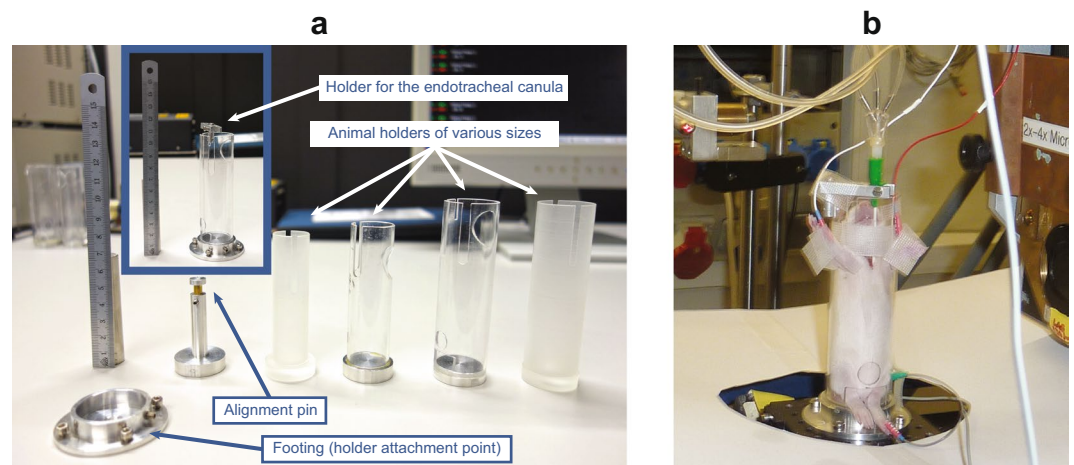 a
b
Holder for the endotracheal canula
Animal holders of various sizes
2x-4x Micr
Alignment pin
Footing (holder attachment point)